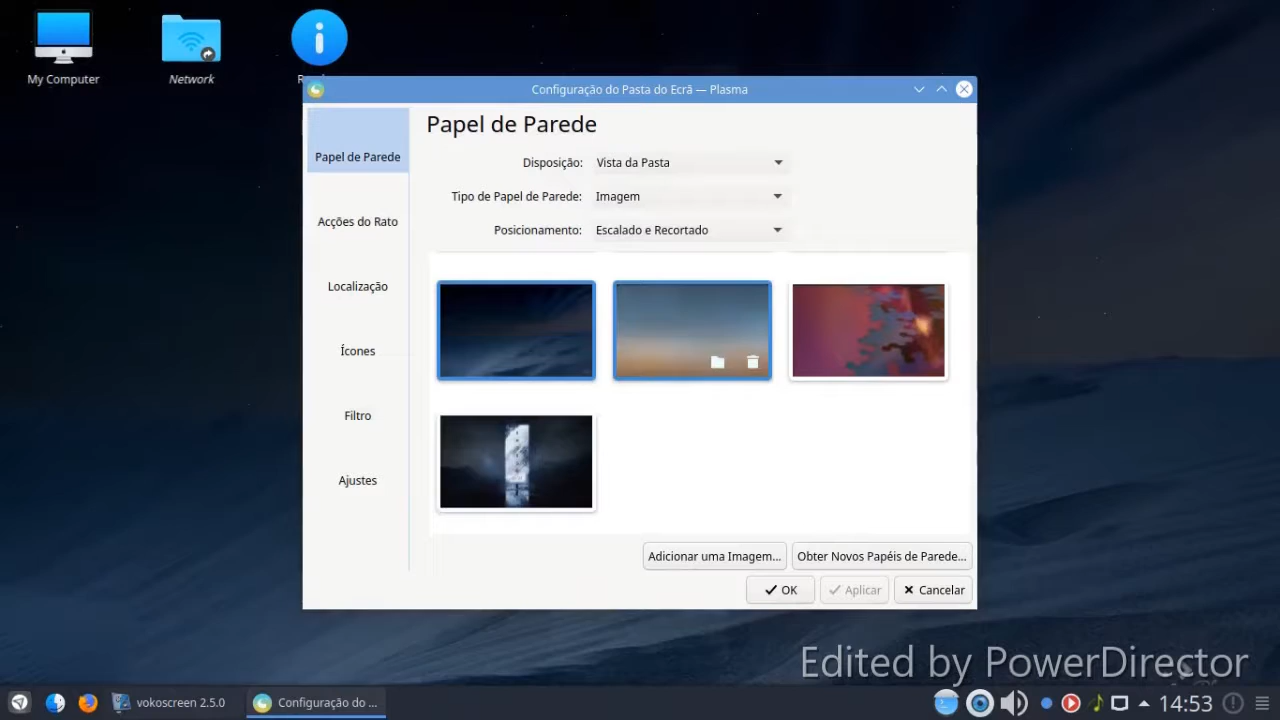 My Computer
Network
R
Configuração do Pasta do Ecrã — Plasma
Papel de Parede
Papel de Parede
Disposição: Vista da Pasta
Tipo de Papel de Parede: Imagem
Posicionamento: Escalado e Recortado
Acções do Rato
Localização
Ícones
Filtro
Ajustes
Adicionar uma Imagem...
Obter Novos Papéis de Parede...
OK
Aplicar
Cancelar
Edited by PowerDirector
vokoscreen 2.5.0
Configuração do ...
14:53